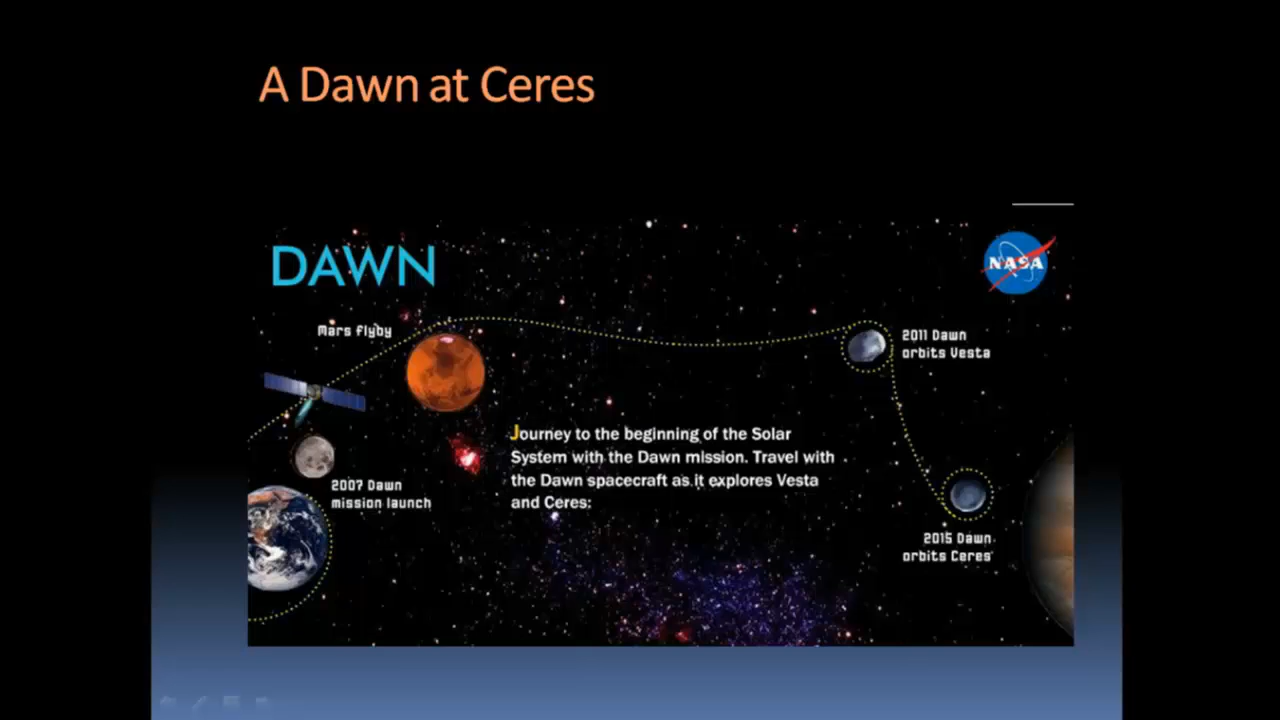 A Dawn at Ceres
DAWN
NASA
Mars flyby
2011 Dawn
orbits Vesta
Journey to the beginning of the Solar
System with the Dawn mission. Travel with
the Dawn spacecraft as it explores Vesta
and Ceres:
2007 Dawn
mission launch
2015 Dawn
orbits Ceres